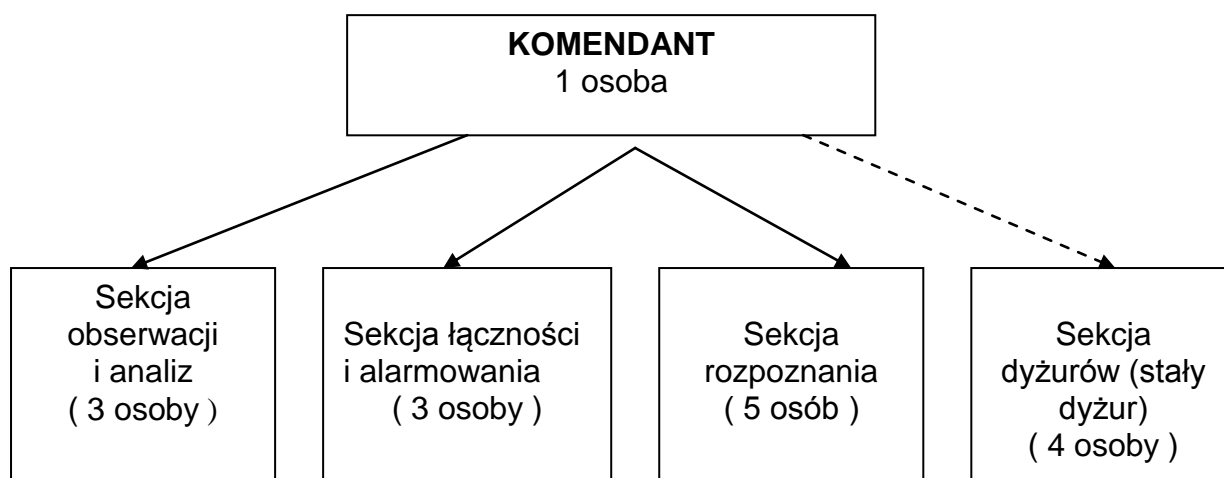 KOMENDANT
1 osoba
Sekcja
obserwacji
i analiz
( 3 osoby )
Sekcja łączności
i alarmowania
( 3 osoby )
Sekcja
rozpoznania
( 5 osób )
Sekcja
dyżurów (stały
dyżur)
( 4 osoby )